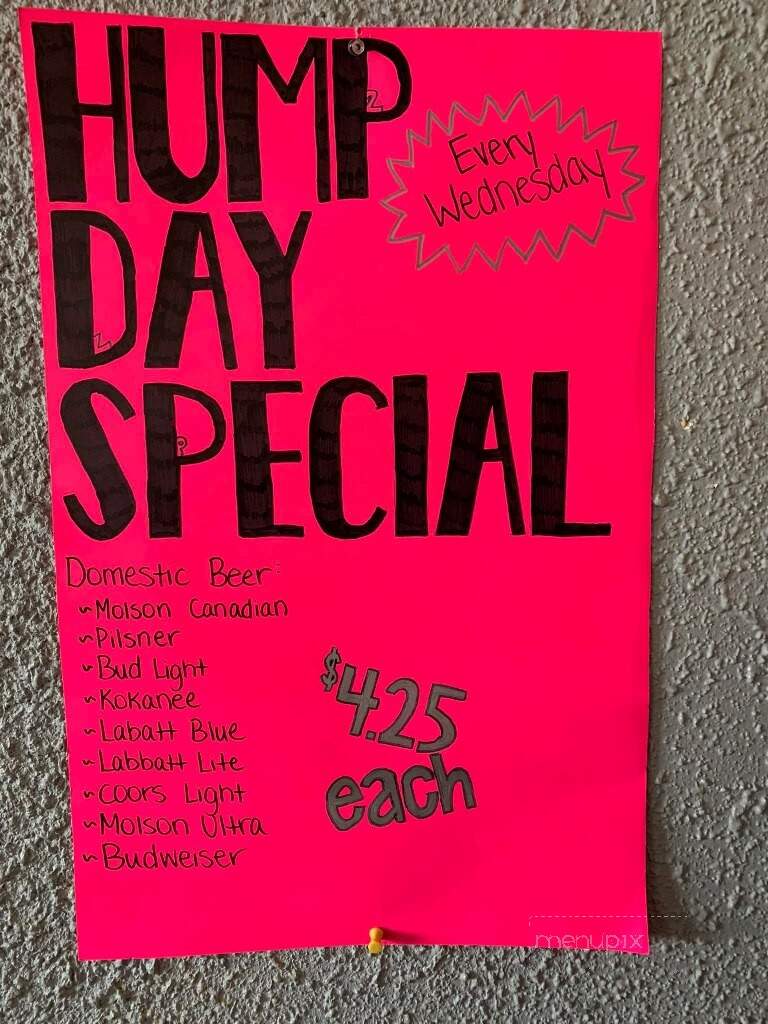 HUMP
Every
Wednesday
DAY
SPECIAL
Domestic Beer:
~Molson Canadian
~Pilsner
~Bud Light
~Kokanee
~Labatt Blue
~Labbatt Lite
~Coors Light
~Molson Ultra
~Budweiser
$4.25
each
menupix